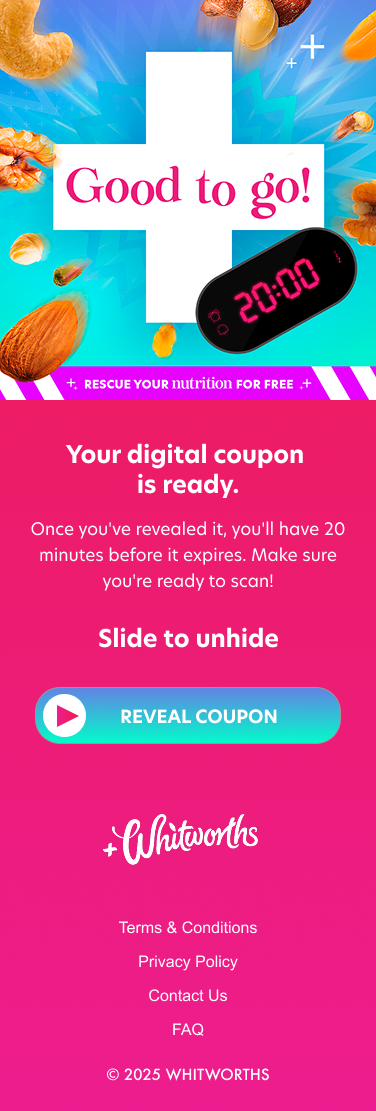 Good to go!
20:00
RESCUE YOUR nutrition FOR FREE
Your digital coupon
is ready.
Once you've revealed it, you'll have 20
minutes before it expires. Make sure
you're ready to scan!
Slide to unhide
REVEAL COUPON
Whitworths
Terms & Conditions
Privacy Policy
Contact Us
FAQ
© 2025 WHITWORTHS